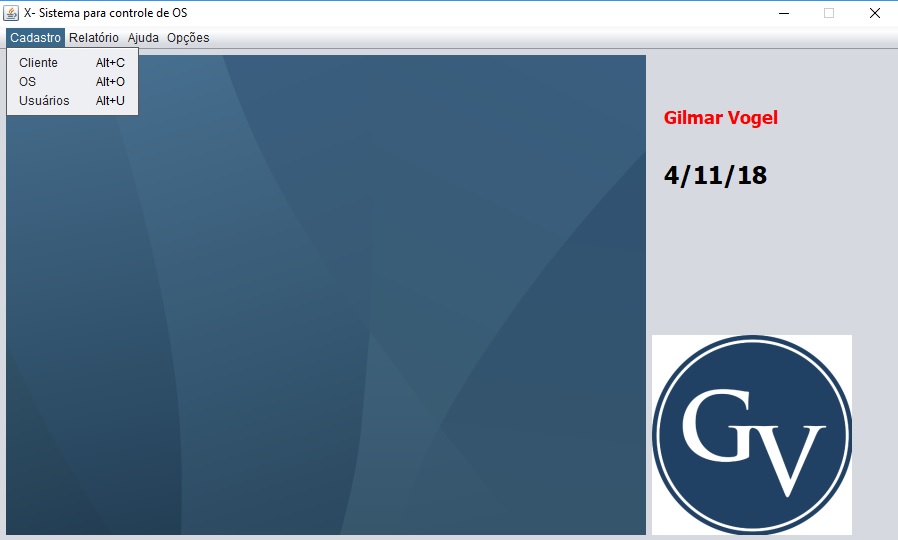 X- Sistema para controle de OS
Cadastro Relatório Ajuda Opções
Cliente Alt+C
OS Alt+O
Usuários Alt+U
Gilmar Vogel
4/11/18
GV